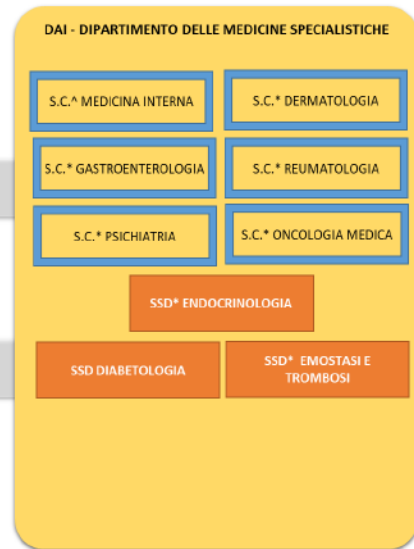 DAI - DIPARTIMENTO DELLE MEDICINE SPECIALISTICHE
S.C.^ MEDICINA INTERNA
S.C.* DERMATOLOGIA
S.C.* GASTROENTEROLOGIA
S.C.* REUMATOLOGIA
S.C.* PSICHIATRIA
S.C.* ONCOLOGIA MEDICA
SSD* ENDOCRINOLOGIA
SSD DIABETOLOGIA
SSD* EMOSTASI E
TROMBOSI